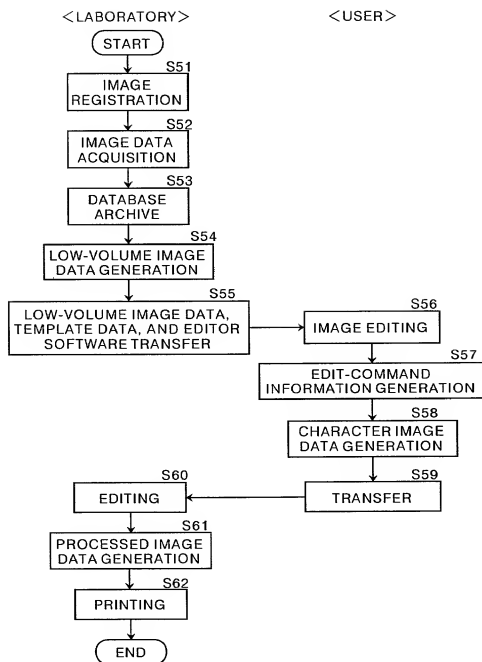 <LABORATORY>
<USER>
START
S51
IMAGE
REGISTRATION
S52
IMAGE DATA
ACQUISITION
S53
DATABASE
ARCHIVE
S54
LOW-VOLUME IMAGE
DATA GENERATION
S55
LOW-VOLUME IMAGE DATA,
TEMPLATE DATA, AND EDITOR
SOFTWARE TRANSFER
S56
IMAGE EDITING
S57
EDIT-COMMAND
INFORMATION GENERATION
S58
CHARACTER IMAGE
DATA GENERATION
S59
TRANSFER
S60
EDITING
S61
PROCESSED IMAGE
DATA GENERATION
S62
PRINTING
END